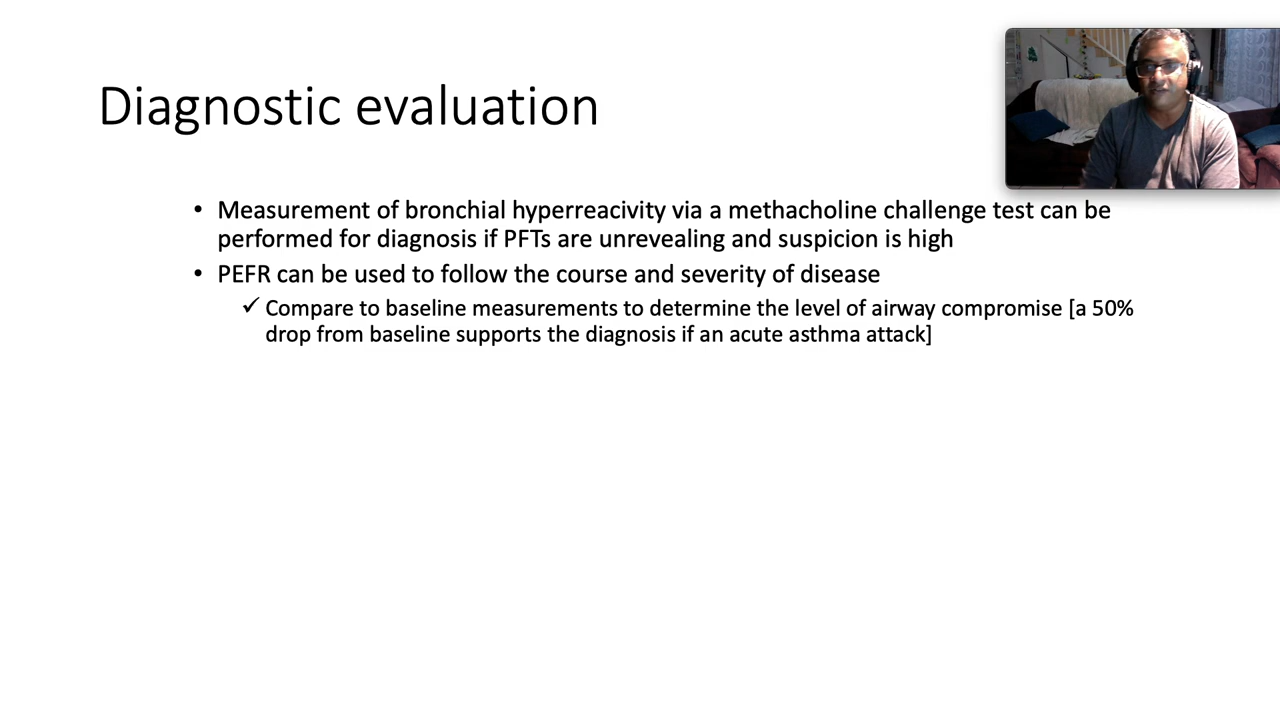 Diagnostic evaluation
• Measurement of bronchial hyperreacivity via a methacholine challenge test can be
performed for diagnosis if PFTs are unrevealing and suspicion is high
• PEFR can be used to follow the course and severity of disease
✓ Compare to baseline measurements to determine the level of airway compromise [a 50%
drop from baseline supports the diagnosis if an acute asthma attack]